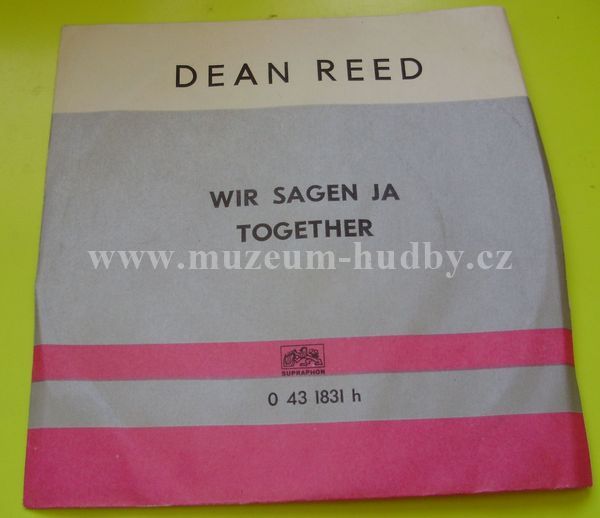 DEAN REED
WIR SAGEN JA
TOGETHER
www.muzeum-hudby.cz
SUPRAPHON
0 43 1831 h